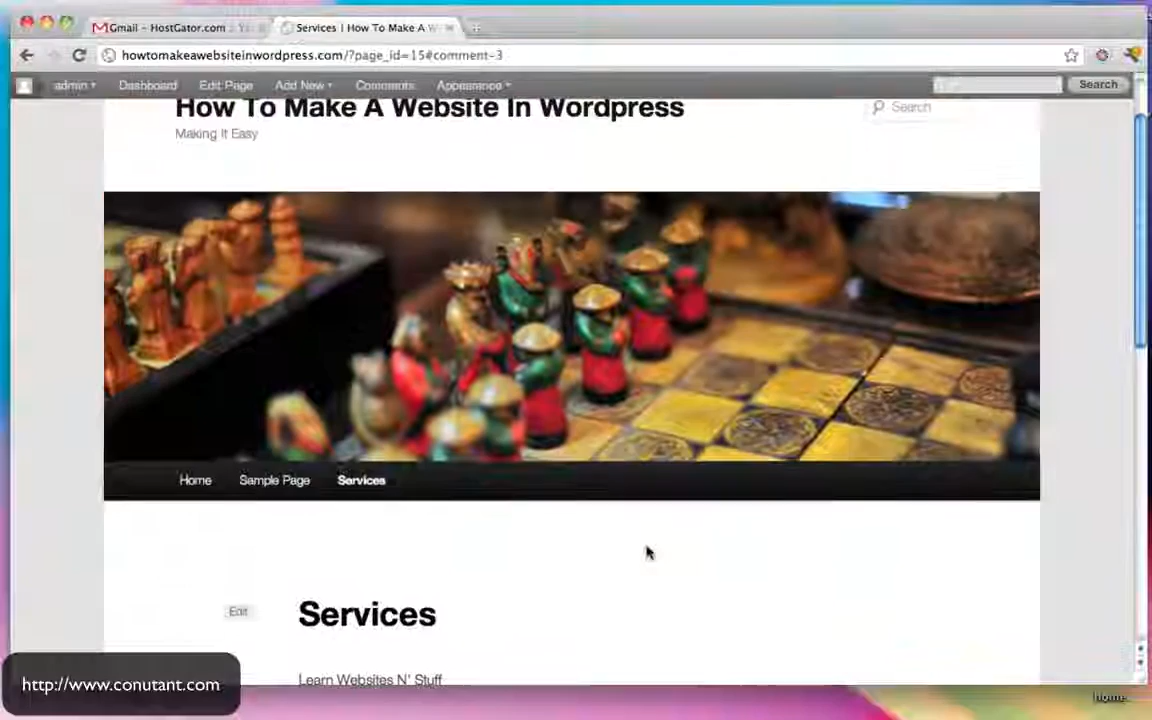 Gmail - HostGator.com : Y
Services | How To Make A W
howtomakeawebsiteinwordpress.com/?page_id=15#comment-3
admin Dashboard Edit Page Add New Comments Appearance Search
How To Make A Website In Wordpress
Search
Making It Easy
Home Sample Page Services
Edit
Services
Learn Websites N' Stuff
http://www.conutant.com
home